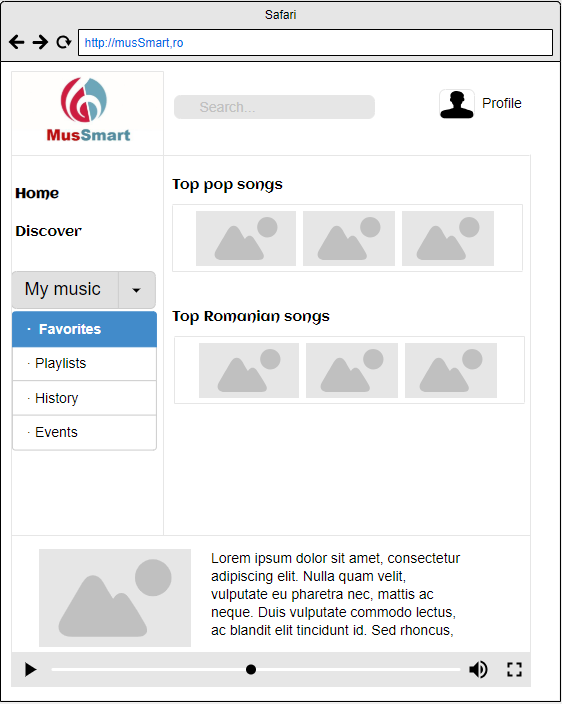 Safari
http://musSmart,ro
MusSmart
Search...
Profile
Home
Discover
My music
· Favorites
· Playlists
· History
· Events
Top pop songs
Top Romanian songs
Lorem ipsum dolor sit amet, consectetur
adipiscing elit. Nulla quam velit,
vulputate eu pharetra nec, mattis ac
neque. Duis vulputate commodo lectus,
ac blandit elit tincidunt id. Sed rhoncus,